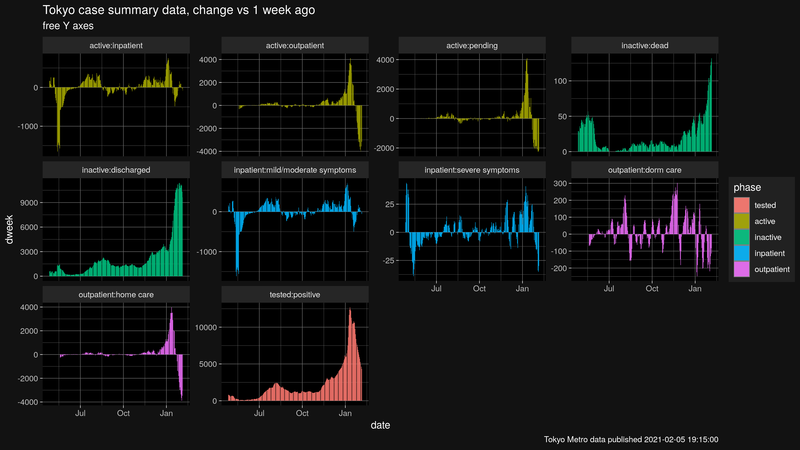 Tokyo case summary data, change vs 1 week ago
free Y axes
active:inpatient
active:outpatient
active:pending
inactive:dead
0
-1000
4000
2000
0
-2000
-4000
4000
2000
0
-2000
100
50
0
inactive:discharged
inpatient:mild/moderate symptoms
inpatient:severe symptoms
outpatient:dorm care
9000
6000
3000
0
0
-1000
25
0
-25
300
200
100
0
-100
-200
Jul Oct Jan
Jul Oct Jan
outpatient:home care
tested:positive
4000
2000
0
-2000
-4000
10000
5000
0
Jul Oct Jan
Jul Oct Jan
dweek
date
phase
tested
active
inactive
inpatient
outpatient
Tokyo Metro data published 2021-02-05 19:15:00